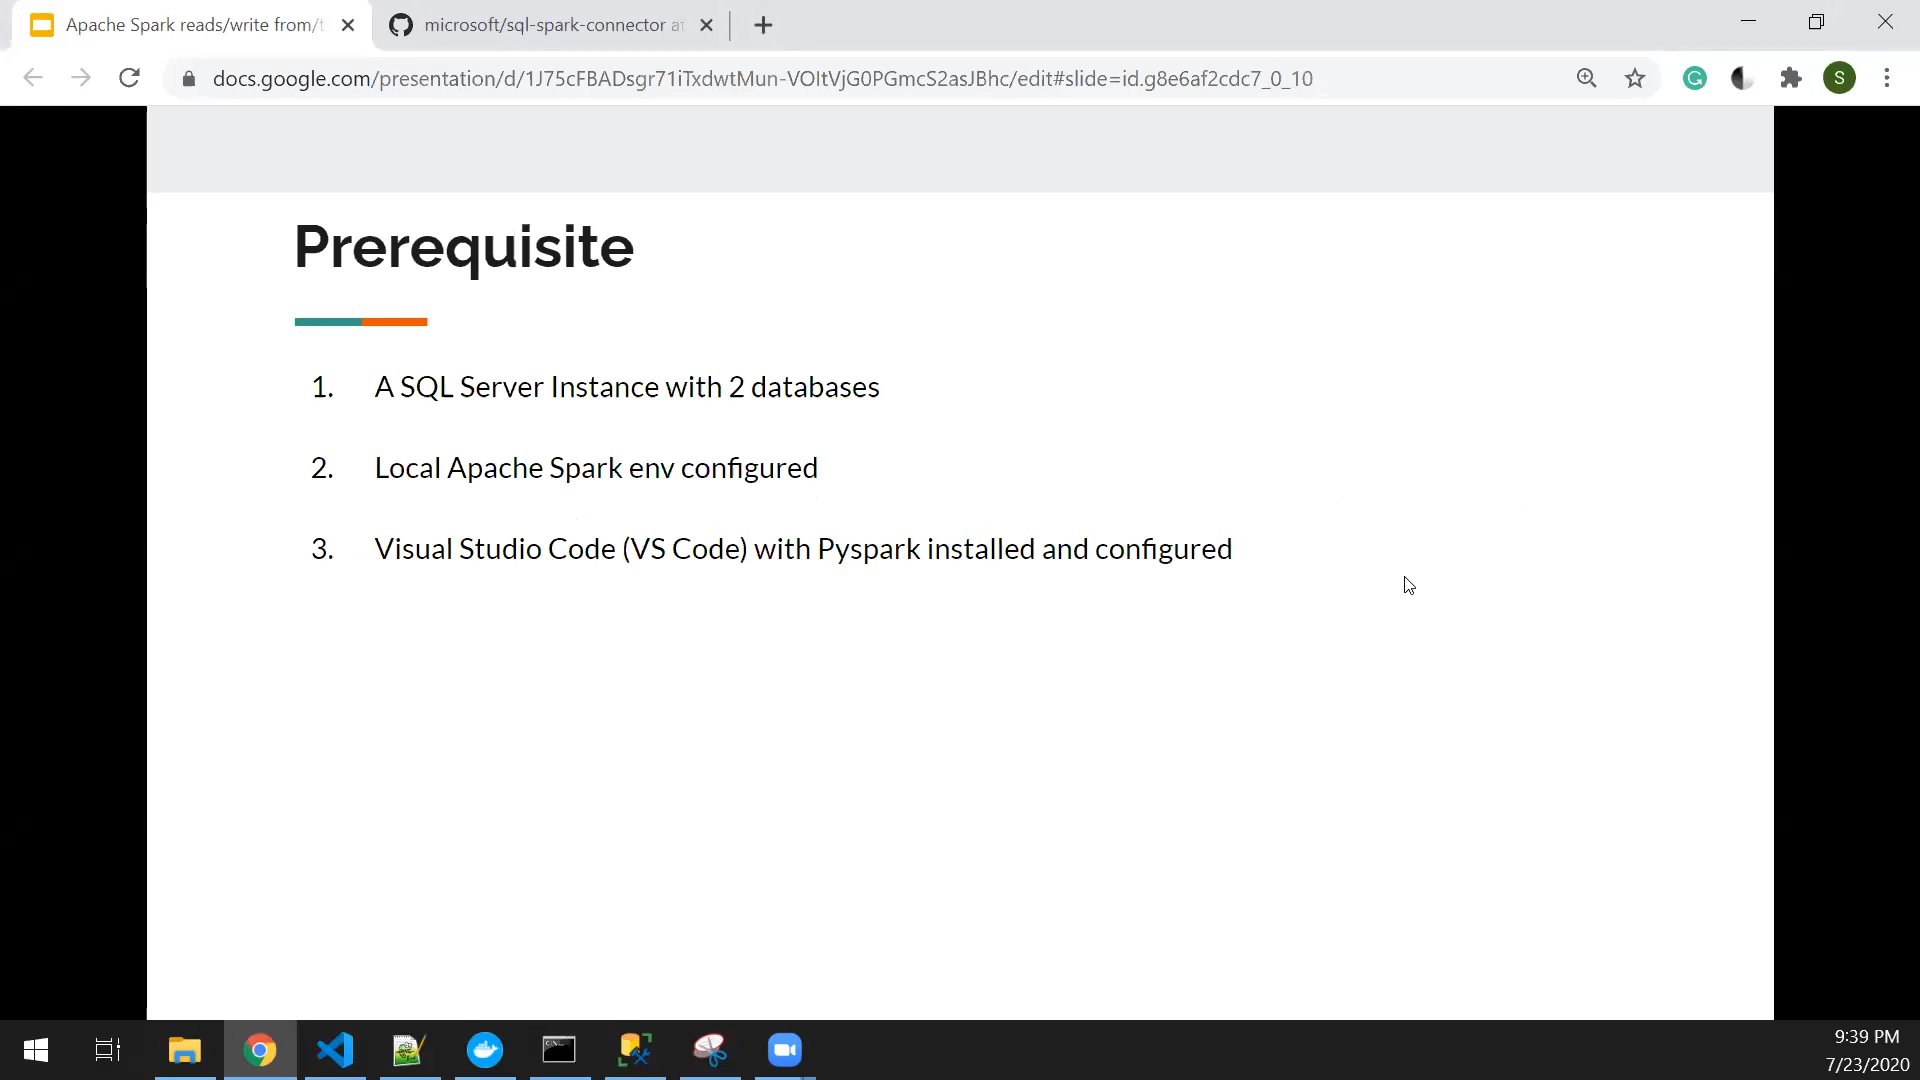 Apache Spark reads/write from/t
microsoft/sql-spark-connector at
docs.google.com/presentation/d/1J75cFBADsgr71iTxdwtMun-VOItVjG0PGmcS2asJBhc/edit#slide=id.g8e6af2cdc7_0_10
S
Prerequisite
1. A SQL Server Instance with 2 databases
2. Local Apache Spark env configured
3. Visual Studio Code (VS Code) with Pyspark installed and configured
9:39 PM
7/23/2020